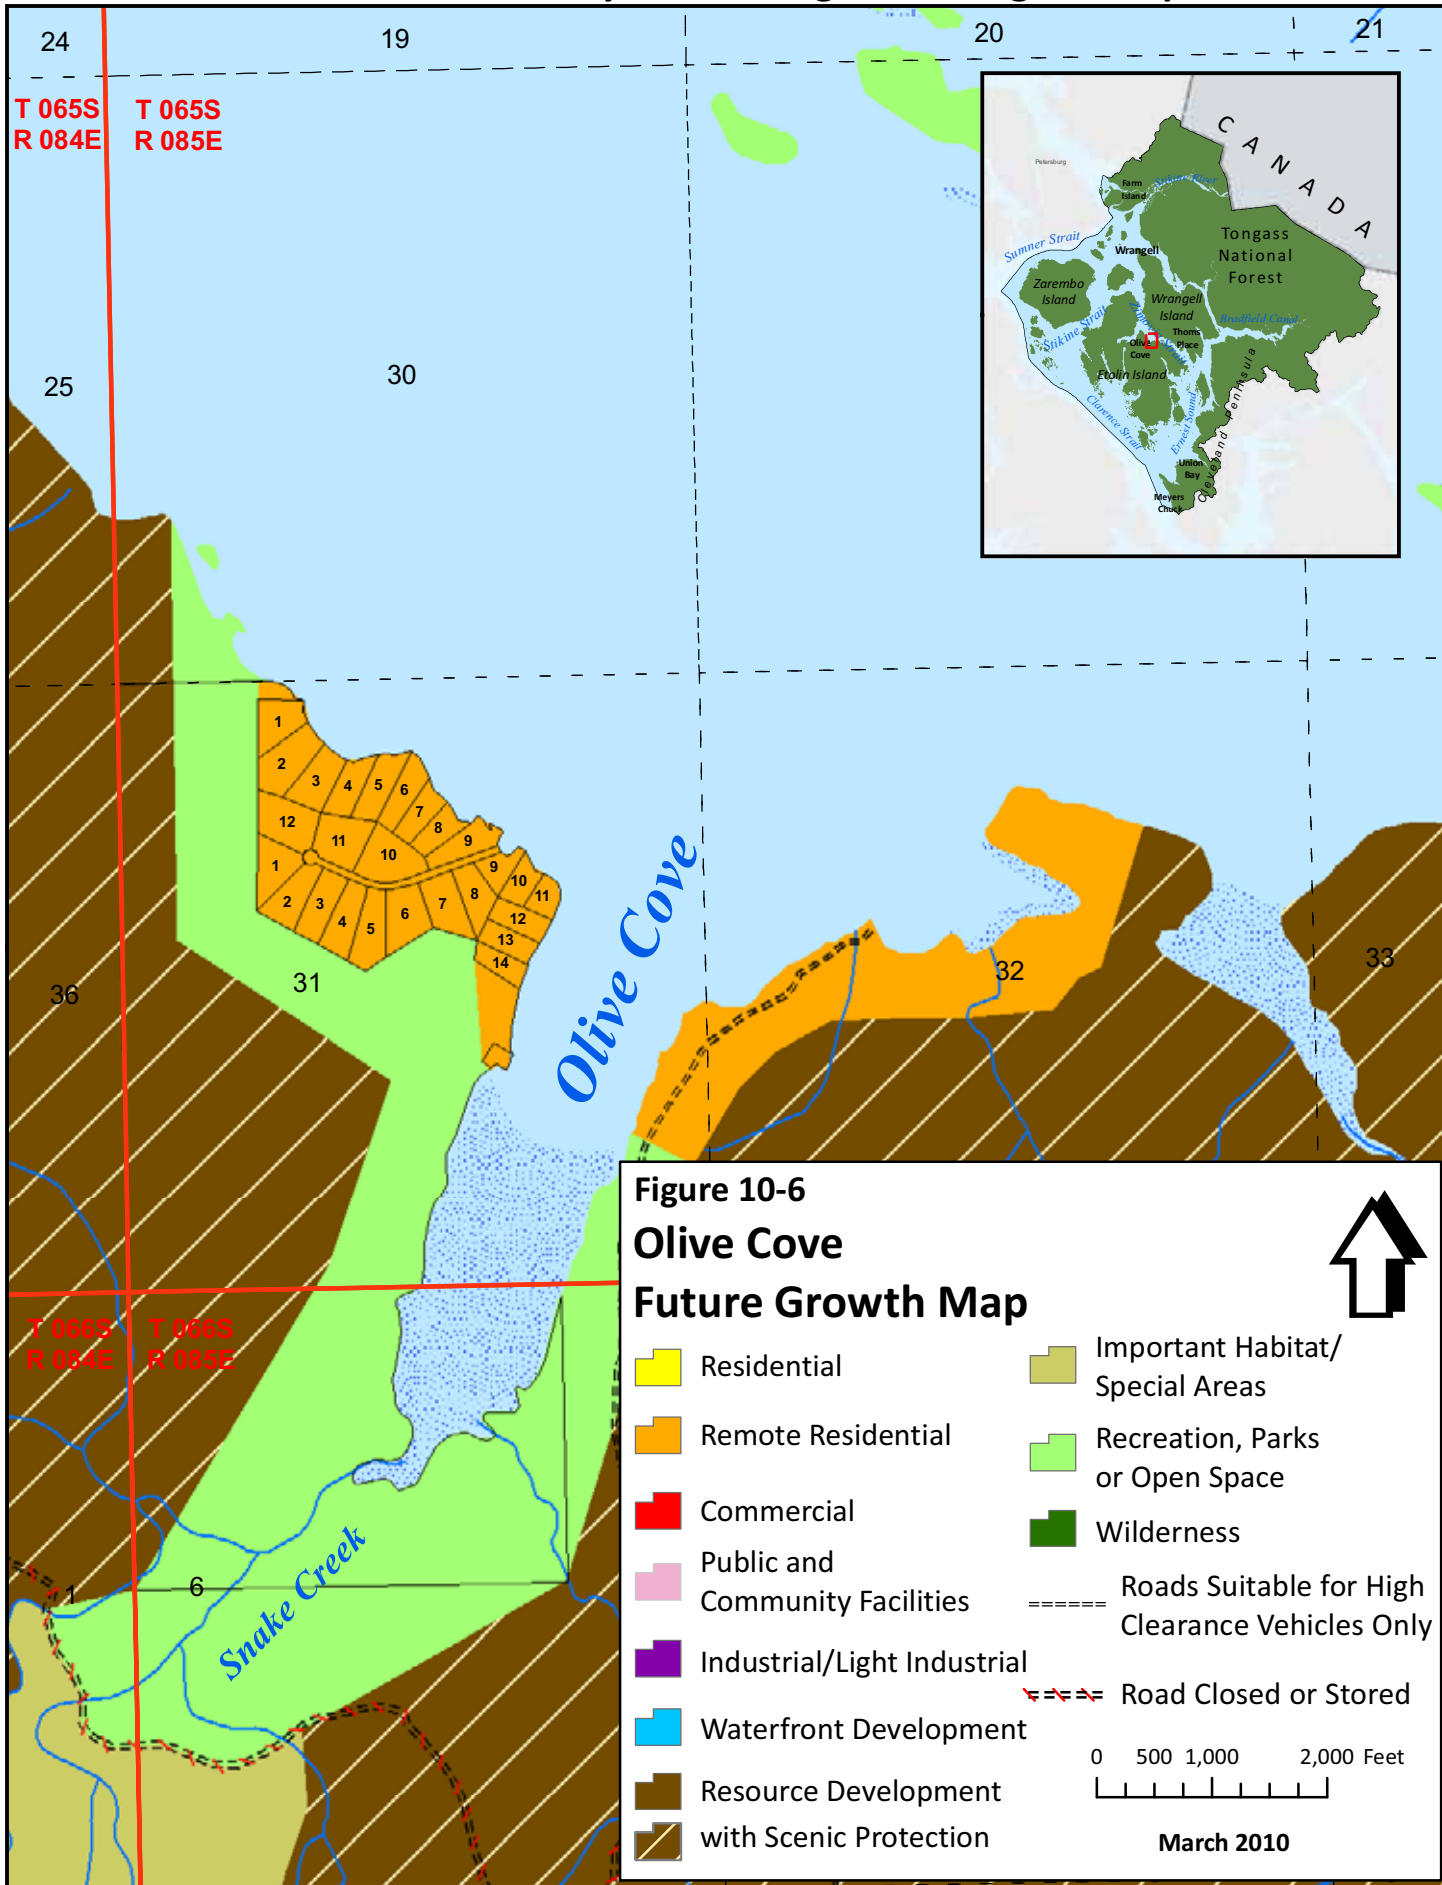 24
19
20
21
T 065S
R 084E
T 065S
R 085E
CANADA
Petersburg
Farm
Island
Stikine River
Sumner Strait
Wrangell
Tongass
National
Forest
Zarembo
Island
Wrangell
Island
Zimovia Strait
Stikine Strait
Bradfield Canal
Thoms
Place
Olive
Cove
Etolin Island
Clarence Strait
Ernest Sound
Cleveland Peninsula
Union
Bay
Meyers
Chuck
25
30
1
2
3
4
5
6
7
8
9
12
11
10
1
2
3
4
5
6
7
8
9
10
11
12
13
14
Olive Cove
36
31
32
33
T 066S
R 084E
T 066S
R 085E
1
6
Snake Creek
Figure 10-6
Olive Cove
Future Growth Map
Residential
Remote Residential
Commercial
Public and
Community Facilities
Industrial/Light Industrial
Waterfront Development
Resource Development
with Scenic Protection
Important Habitat/
Special Areas
Recreation, Parks
or Open Space
Wilderness
Roads Suitable for High
Clearance Vehicles Only
Road Closed or Stored
0 500 1,000 2,000 Feet
March 2010